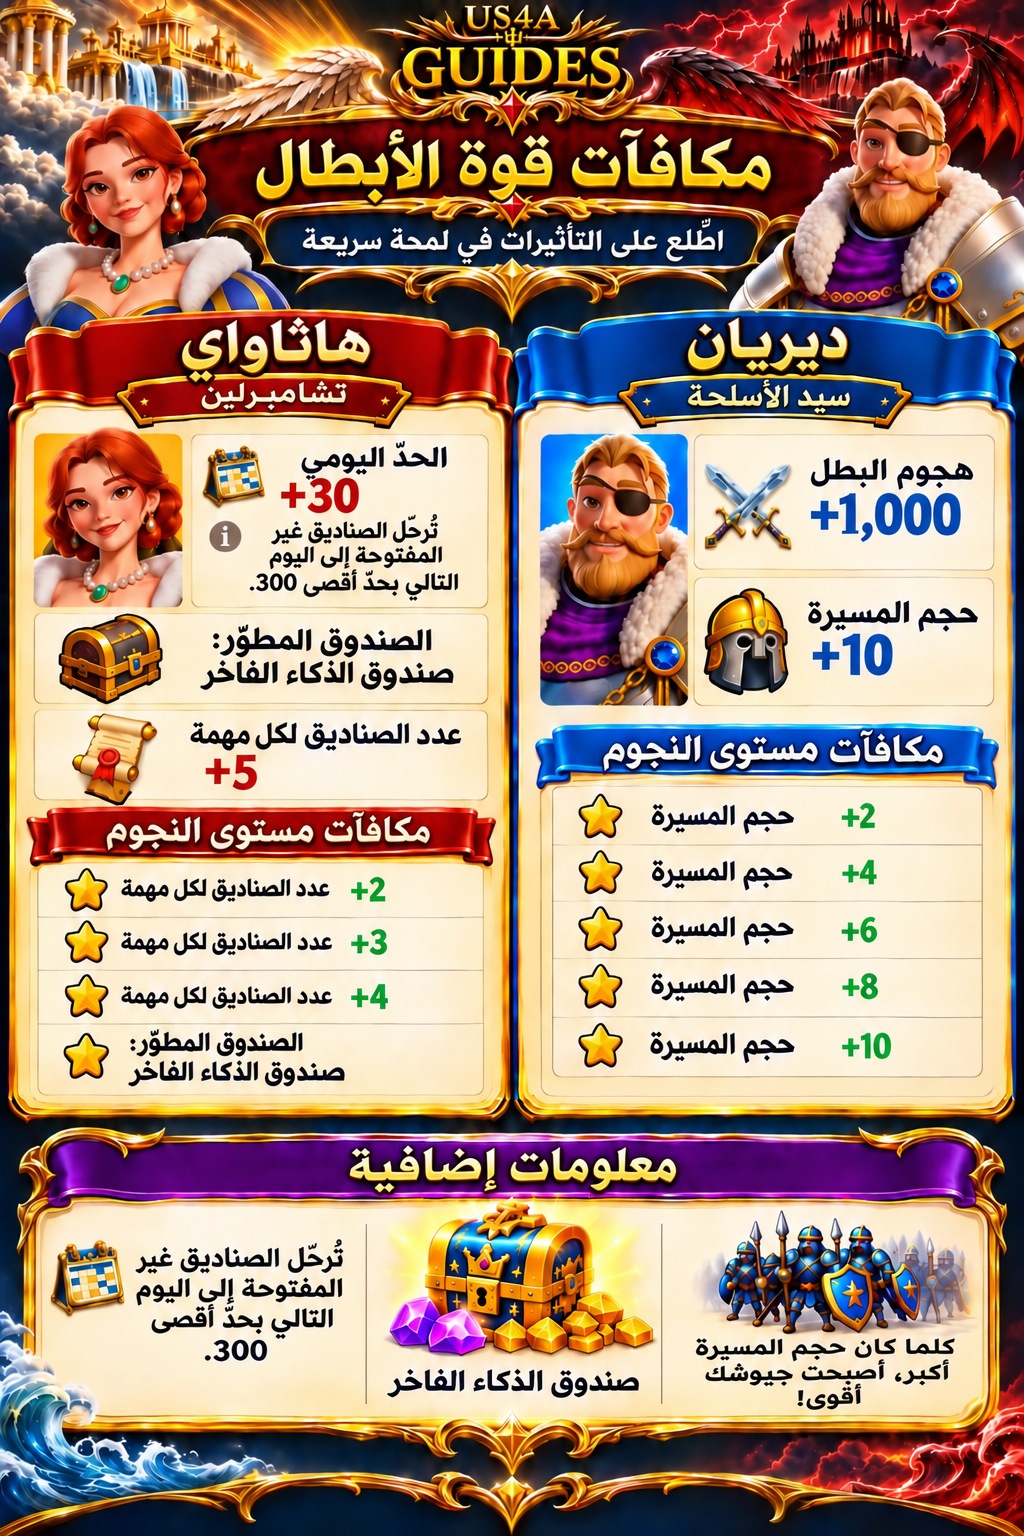 US4A
GUIDES
مكافآت قوة الأبطال
اطّلع على التأثيرات في لمحة سريعة
ديريان
سيد الأسلحة
هجوم البطل
+1,000
حجم المسيرة
+10
مكافآت مستوى النجوم
حجم المسيرة +2
حجم المسيرة +4
حجم المسيرة +6
حجم المسيرة +8
حجم المسيرة +10
هاثاواي
تشامبرلين
الحدّ اليومي
+30
تُرحّل الصناديق غير
المفتوحة إلى اليوم
التالي بحدّ أقصى 300.
الصندوق المطوّر:
صندوق الذكاء الفاخر
عدد الصناديق لكل مهمة
+5
مكافآت مستوى النجوم
عدد الصناديق لكل مهمة +2
عدد الصناديق لكل مهمة +3
عدد الصناديق لكل مهمة +4
الصندوق المطوّر:
صندوق الذكاء الفاخر
معلومات إضافية
كلما كان حجم المسيرة
أكبر، أصبحت جيوشك
أقوى!
صندوق الذكاء الفاخر
تُرحّل الصناديق غير
المفتوحة إلى اليوم
التالي بحدّ أقصى
300.